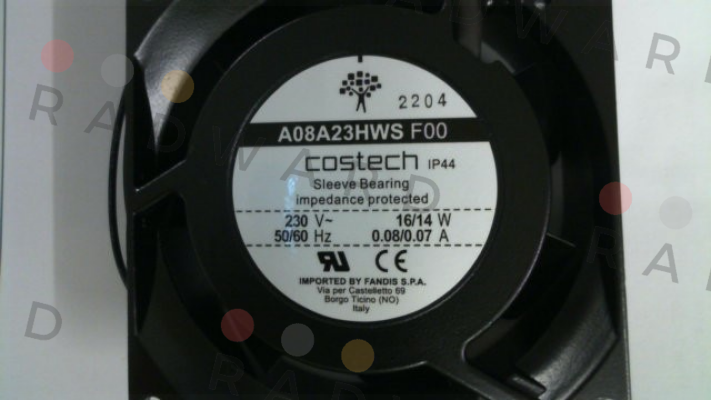 2204
A08A23HWS F00
costech IP44
Sleeve Bearing
impedance protected
230 V~ 16/14 W
50/60 Hz 0.08/0.07 A
CE
IMPORTED BY FANDIS S.P.A.
Via per Castelletto 69
Borgo Ticino (NO)
Italy
RADWARD